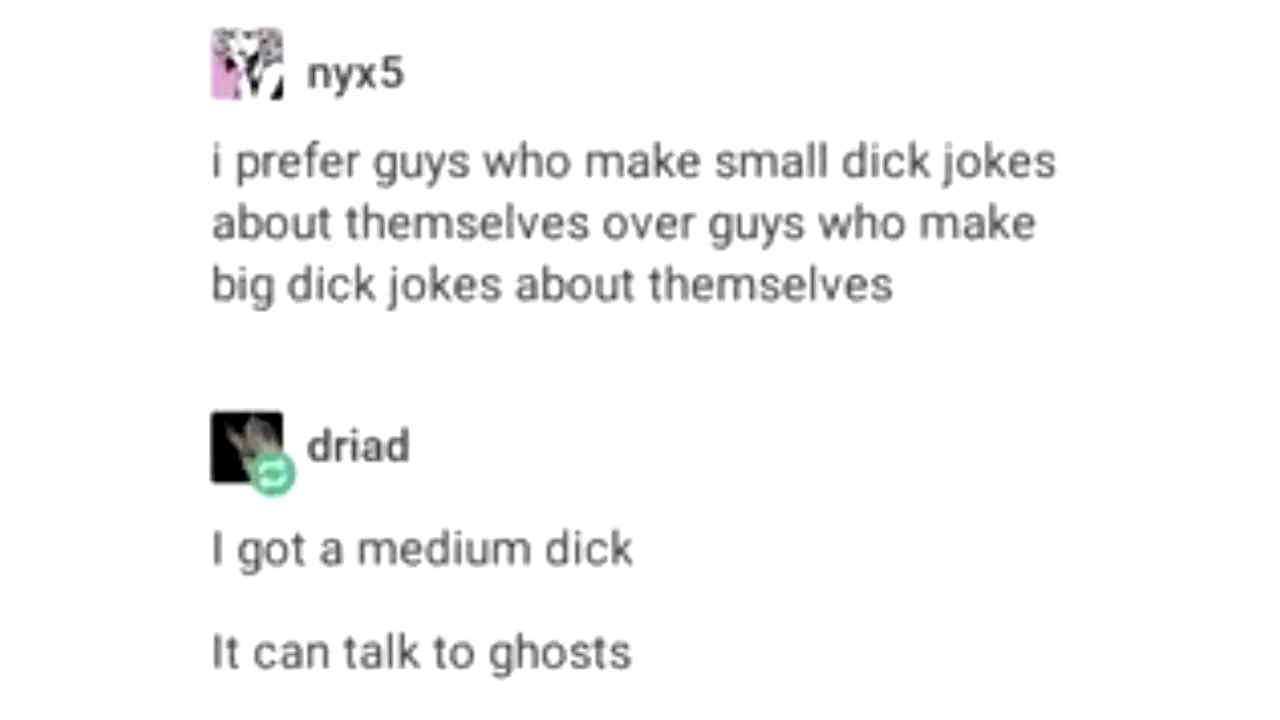 nyx5
i prefer guys who make small dick jokes
about themselves over guys who make
big dick jokes about themselves
driad
I got a medium dick
It can talk to ghosts